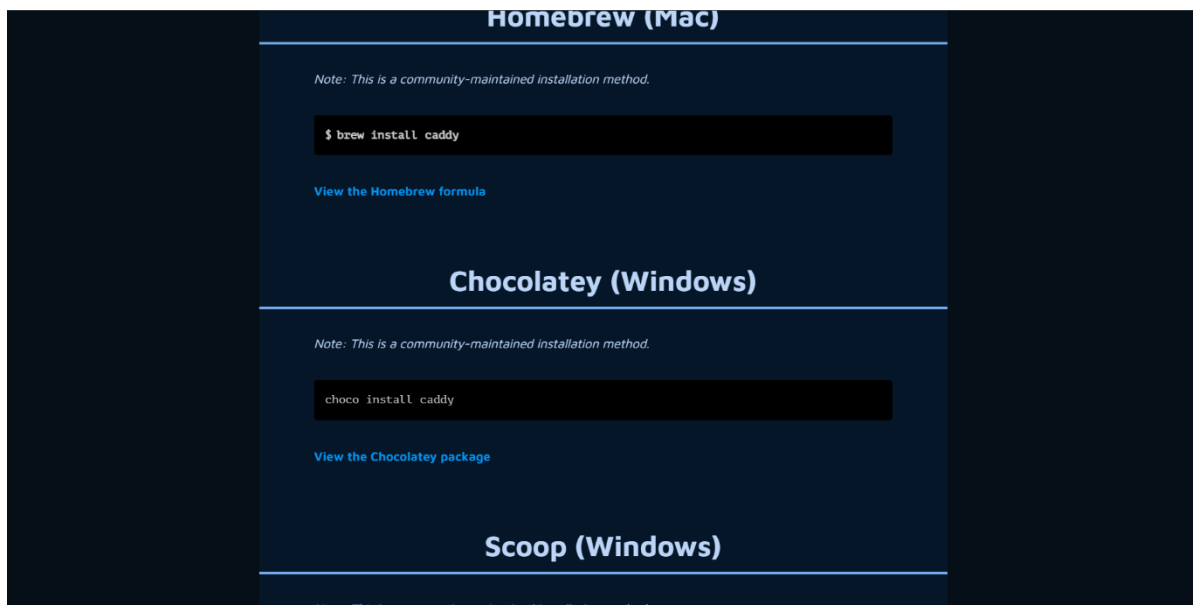 Homebrew (Mac)
Note: This is a community-maintained installation method.
$ brew install caddy
View the Homebrew formula
Chocolatey (Windows)
Note: This is a community-maintained installation method.
choco install caddy
View the Chocolatey package
Scoop (Windows)